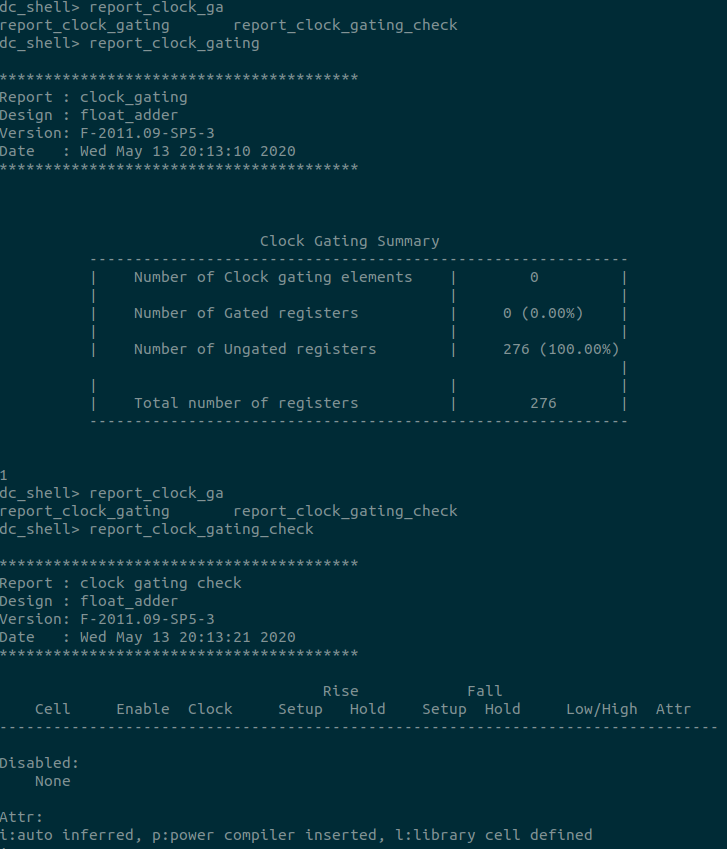 dc_shell> report_clock_ga
report_clock_gating       report_clock_gating_check
dc_shell> report_clock_gating

****************************************
Report : clock_gating
Design : float_adder
Version: F-2011.09-SP5-3
Date   : Wed May 13 20:13:10 2020
****************************************

                             Clock Gating Summary
          ------------------------------------------------------------
          |    Number of Clock gating elements    |        0         |
          |                                       |                  |
          |    Number of Gated registers          |     0 (0.00%)    |
          |                                       |                  |
          |    Number of Ungated registers        |     276 (100.00%)
                                                                     |
          |                                       |                  |
          |    Total number of registers          |        276       |
          ------------------------------------------------------------

1
dc_shell> report_clock_ga
report_clock_gating       report_clock_gating_check
dc_shell> report_clock_gating_check

****************************************
Report : clock gating check
Design : float_adder
Version: F-2011.09-SP5-3
Date   : Wed May 13 20:13:21 2020
****************************************

                                    Rise            Fall
    Cell     Enable  Clock     Setup   Hold    Setup  Hold     Low/High  Attr
--------------------------------------------------------------------------------

Disabled:
    None

Attr:
i:auto inferred, p:power compiler inserted, l:library cell defined